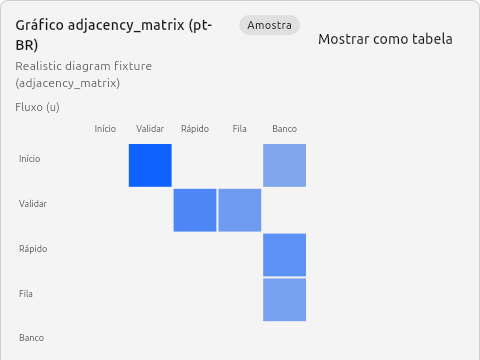 Gráfico adjacency_matrix (pt-
BR)
Amostra
Mostrar como tabela
Realistic diagram fixture
(adjacency_matrix)
Fluxo (u)
Início Validar Rápido Fila Banco
Início
Validar
Rápido
Fila
Banco